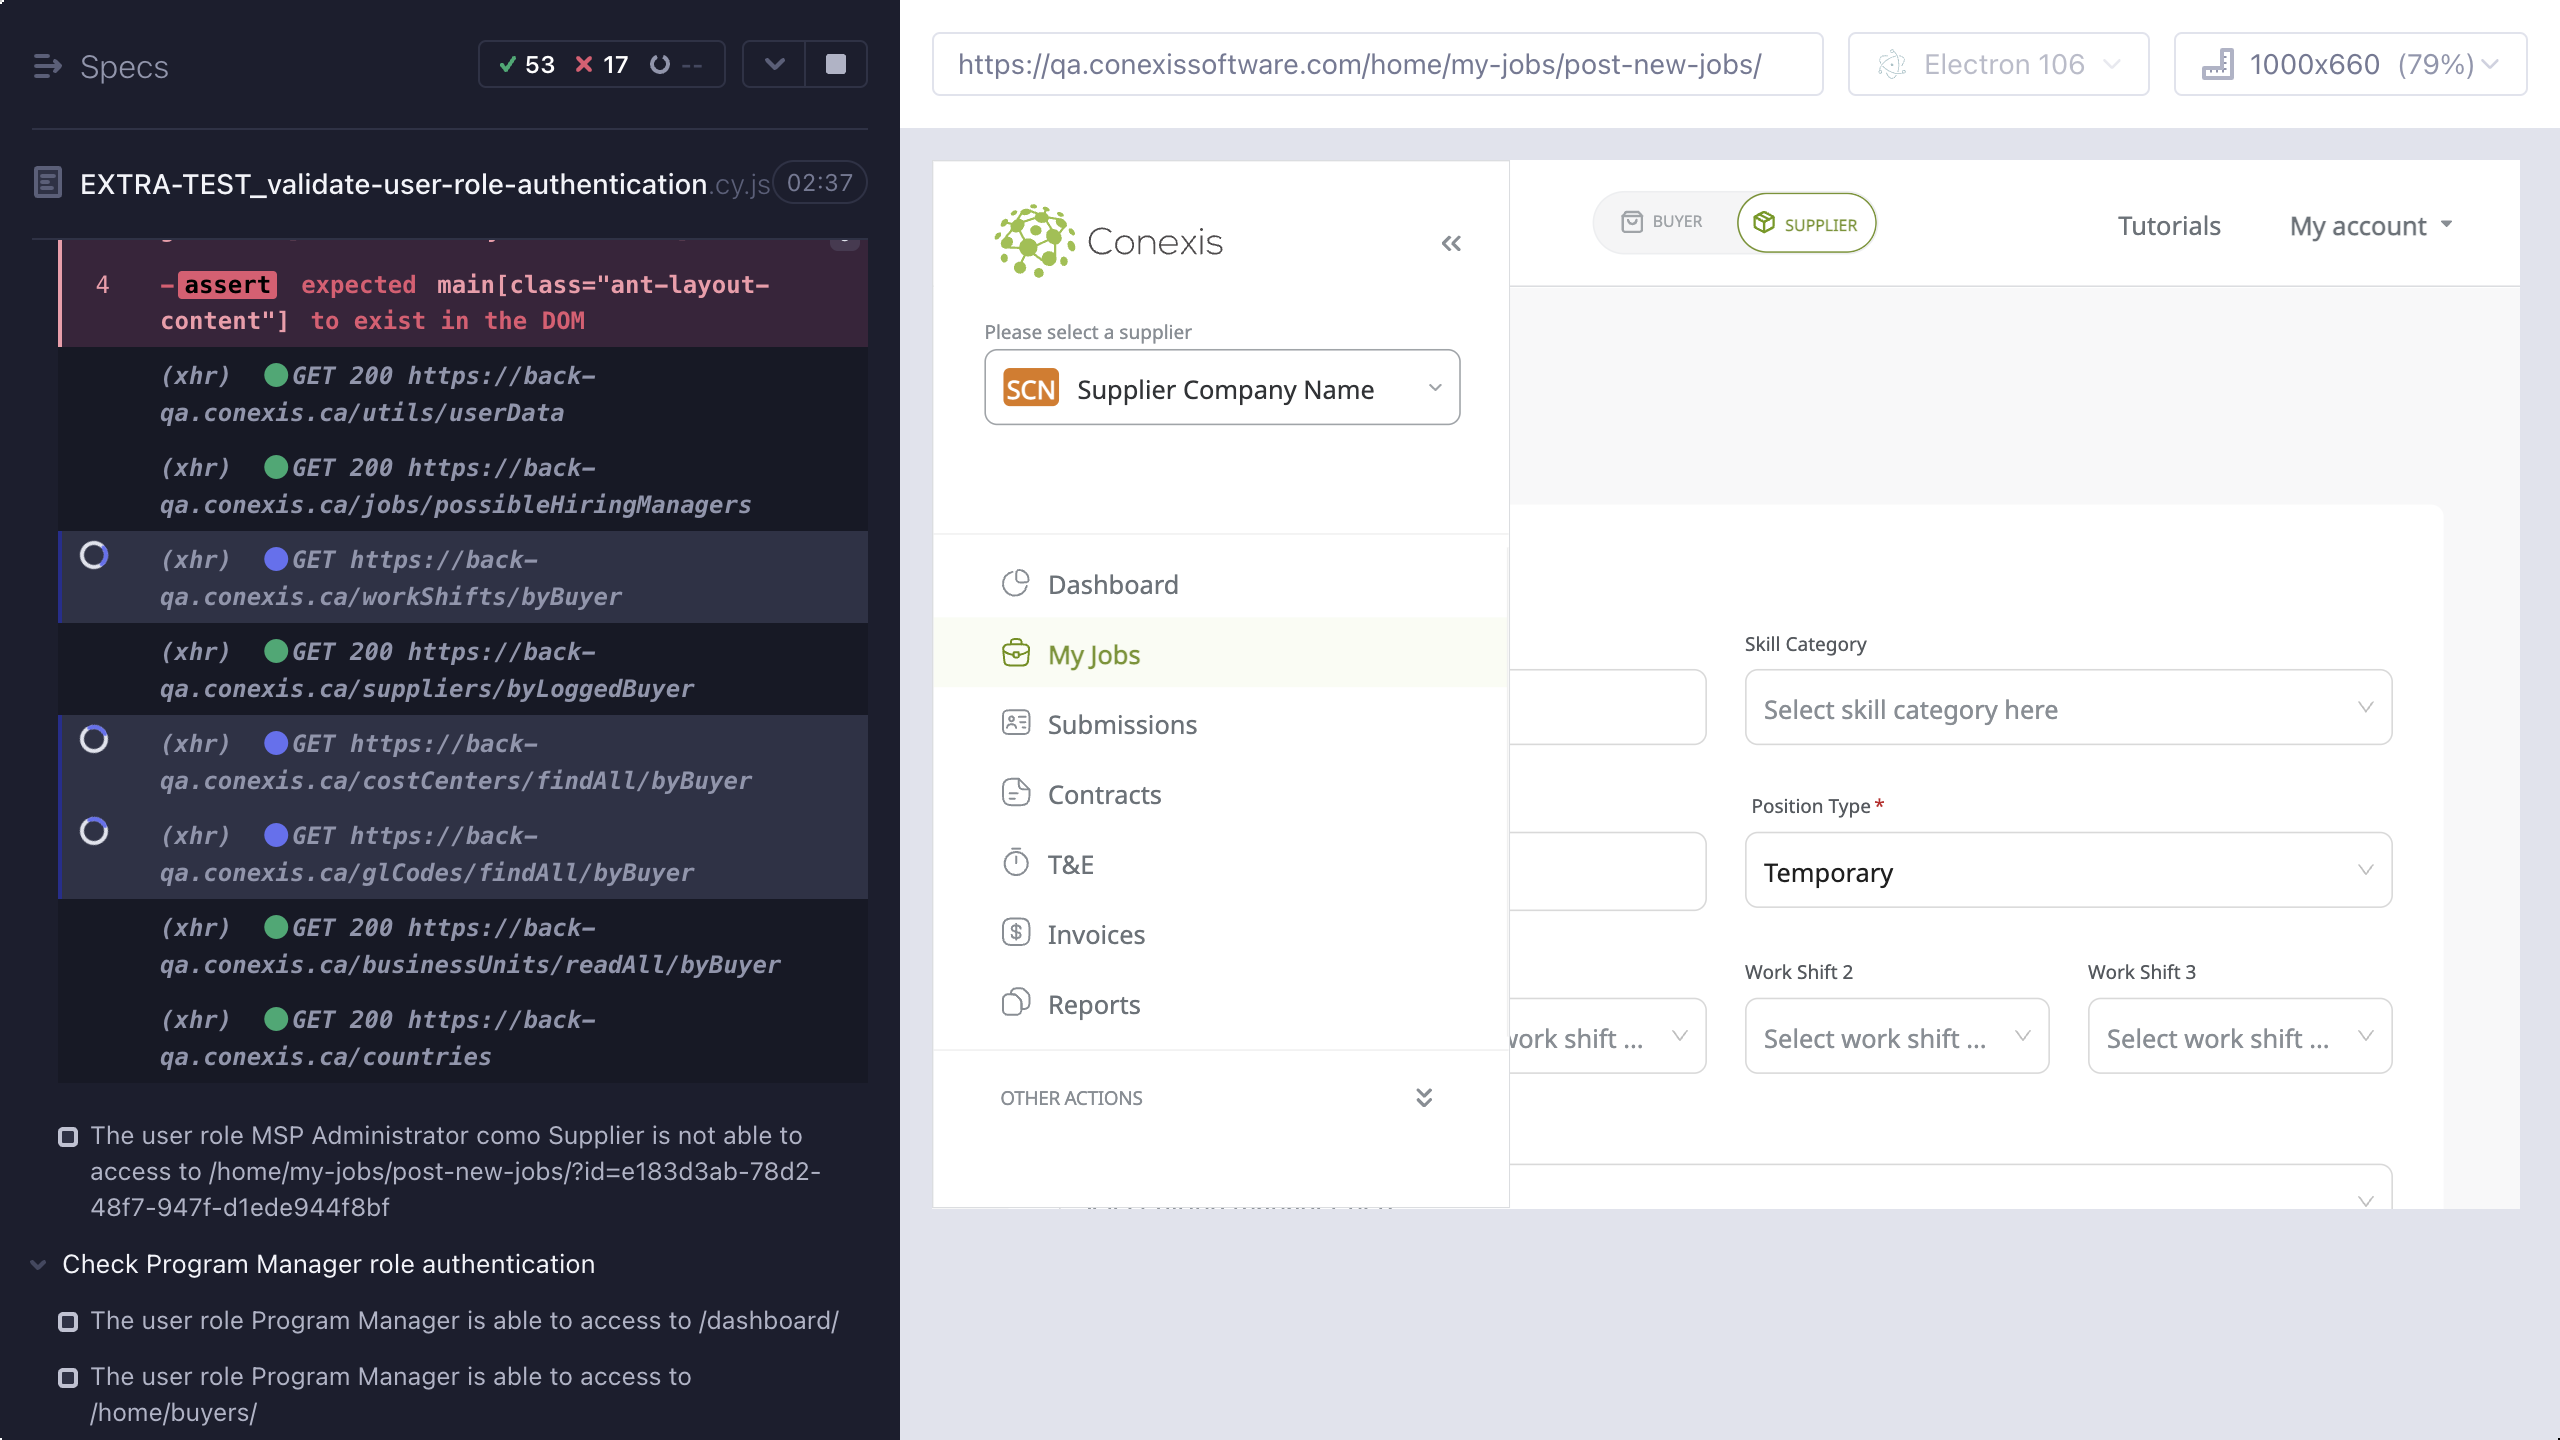 Specs
53
17
--
EXTRA-TEST_validate-user-role-authentication.cy.js
02:37
4
-assert expected main[class="ant-layout-
content"] to exist in the DOM
(xhr) GET 200 https://back-
qa.conexis.ca/utils/userData
(xhr) GET 200 https://back-
qa.conexis.ca/jobs/possibleHiringManagers
(xhr) GET https://back-
qa.conexis.ca/workShifts/byBuyer
(xhr) GET 200 https://back-
qa.conexis.ca/suppliers/byLoggedBuyer
(xhr) GET https://back-
qa.conexis.ca/costCenters/findAll/byBuyer
(xhr) GET https://back-
qa.conexis.ca/glCodes/findAll/byBuyer
(xhr) GET 200 https://back-
qa.conexis.ca/businessUnits/readAll/byBuyer
(xhr) GET 200 https://back-
qa.conexis.ca/countries
The user role MSP Administrator como Supplier is not able to
access to /home/my-jobs/post-new-jobs/?id=e183d3ab-78d2-
48f7-947f-d1ede944f8bf
Check Program Manager role authentication
The user role Program Manager is able to access to /dashboard/
The user role Program Manager is able to access to
/home/buyers/
https://qa.conexissoftware.com/home/my-jobs/post-new-jobs/
Electron 106
1000x660 (79%)
Conexis
BUYER
SUPPLIER
Tutorials
My account
Please select a supplier
SCN Supplier Company Name
Dashboard
My Jobs
Submissions
Contracts
T&E
Invoices
Reports
OTHER ACTIONS
Skill Category
Select skill category here
Position Type*
Temporary
Work Shift 2
Work Shift 3
work shift ...
Select work shift ...
Select work shift ...